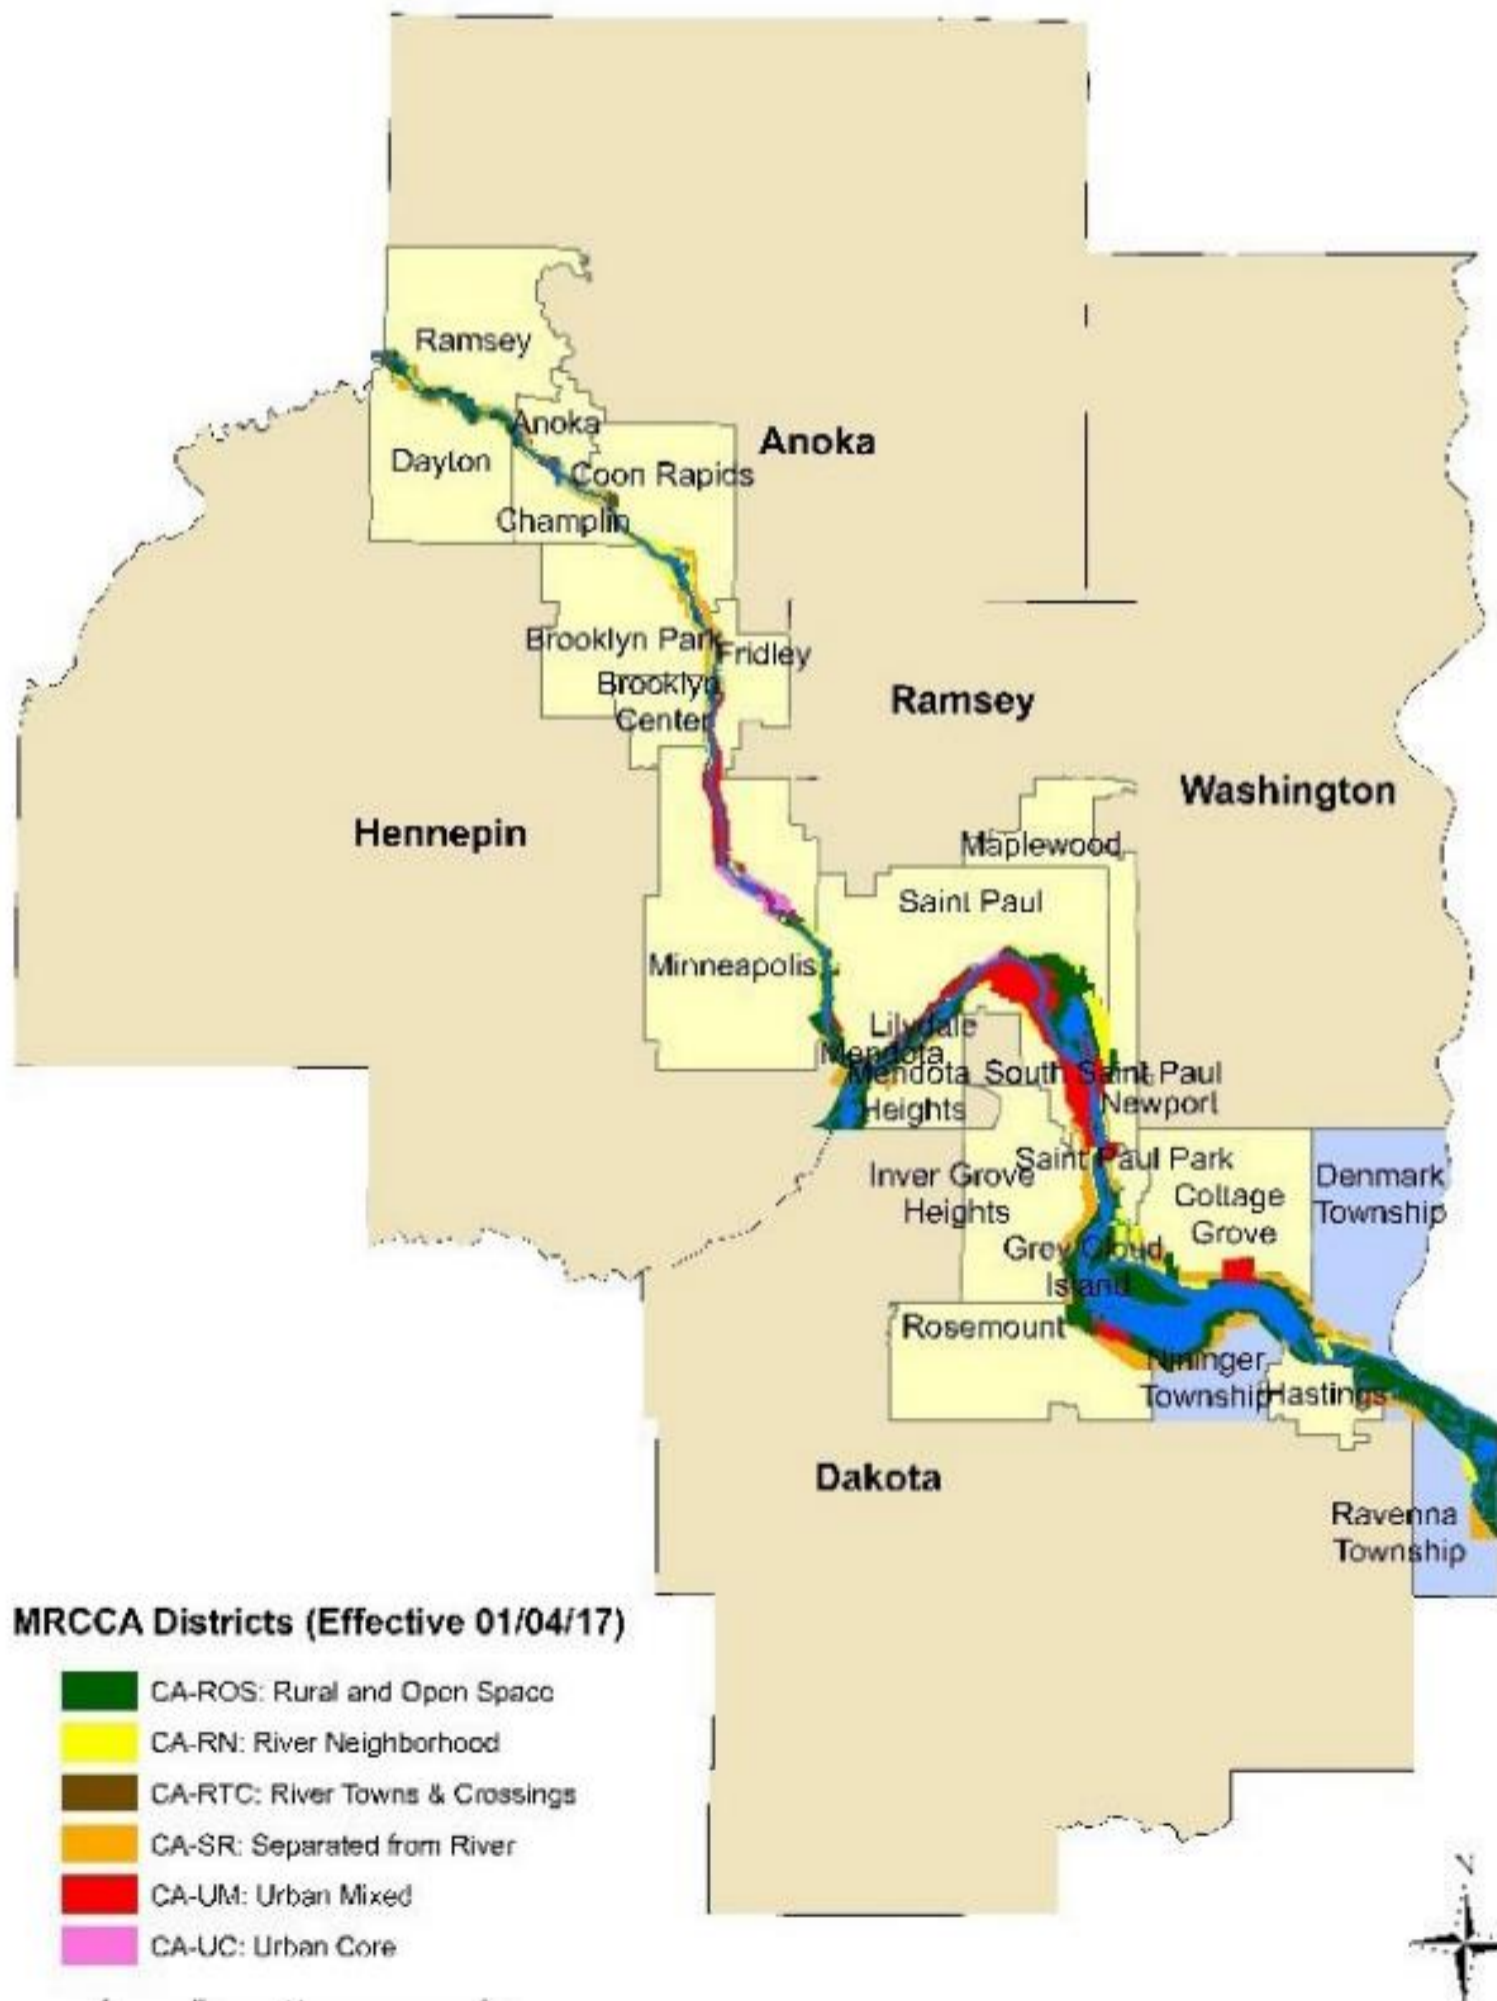 Ramsey
Anoka
Anoka
Dayton
Coon Rapids
Champlin
Brooklyn Park
Fridley
Brooklyn
Center
Ramsey
Washington
Hennepin
Maplewood
Saint Paul
Minneapolis
Lilydale
Mendota
Mendota
Heights
South Saint Paul
Newport
Saint Paul Park
Inver Grove
Heights
Cottage
Grove
Denmark
Township
Grey Cloud
Island
Rosemount
Nininger
Township
Hastings
Dakota
Ravenna
Township
MRCCA Districts (Effective 01/04/17)
CA-ROS: Rural and Open Space
CA-RN: River Neighborhood
CA-RTC: River Towns & Crossings
CA-SR: Separated from River
CA-UM: Urban Mixed
CA-UC: Urban Core
N